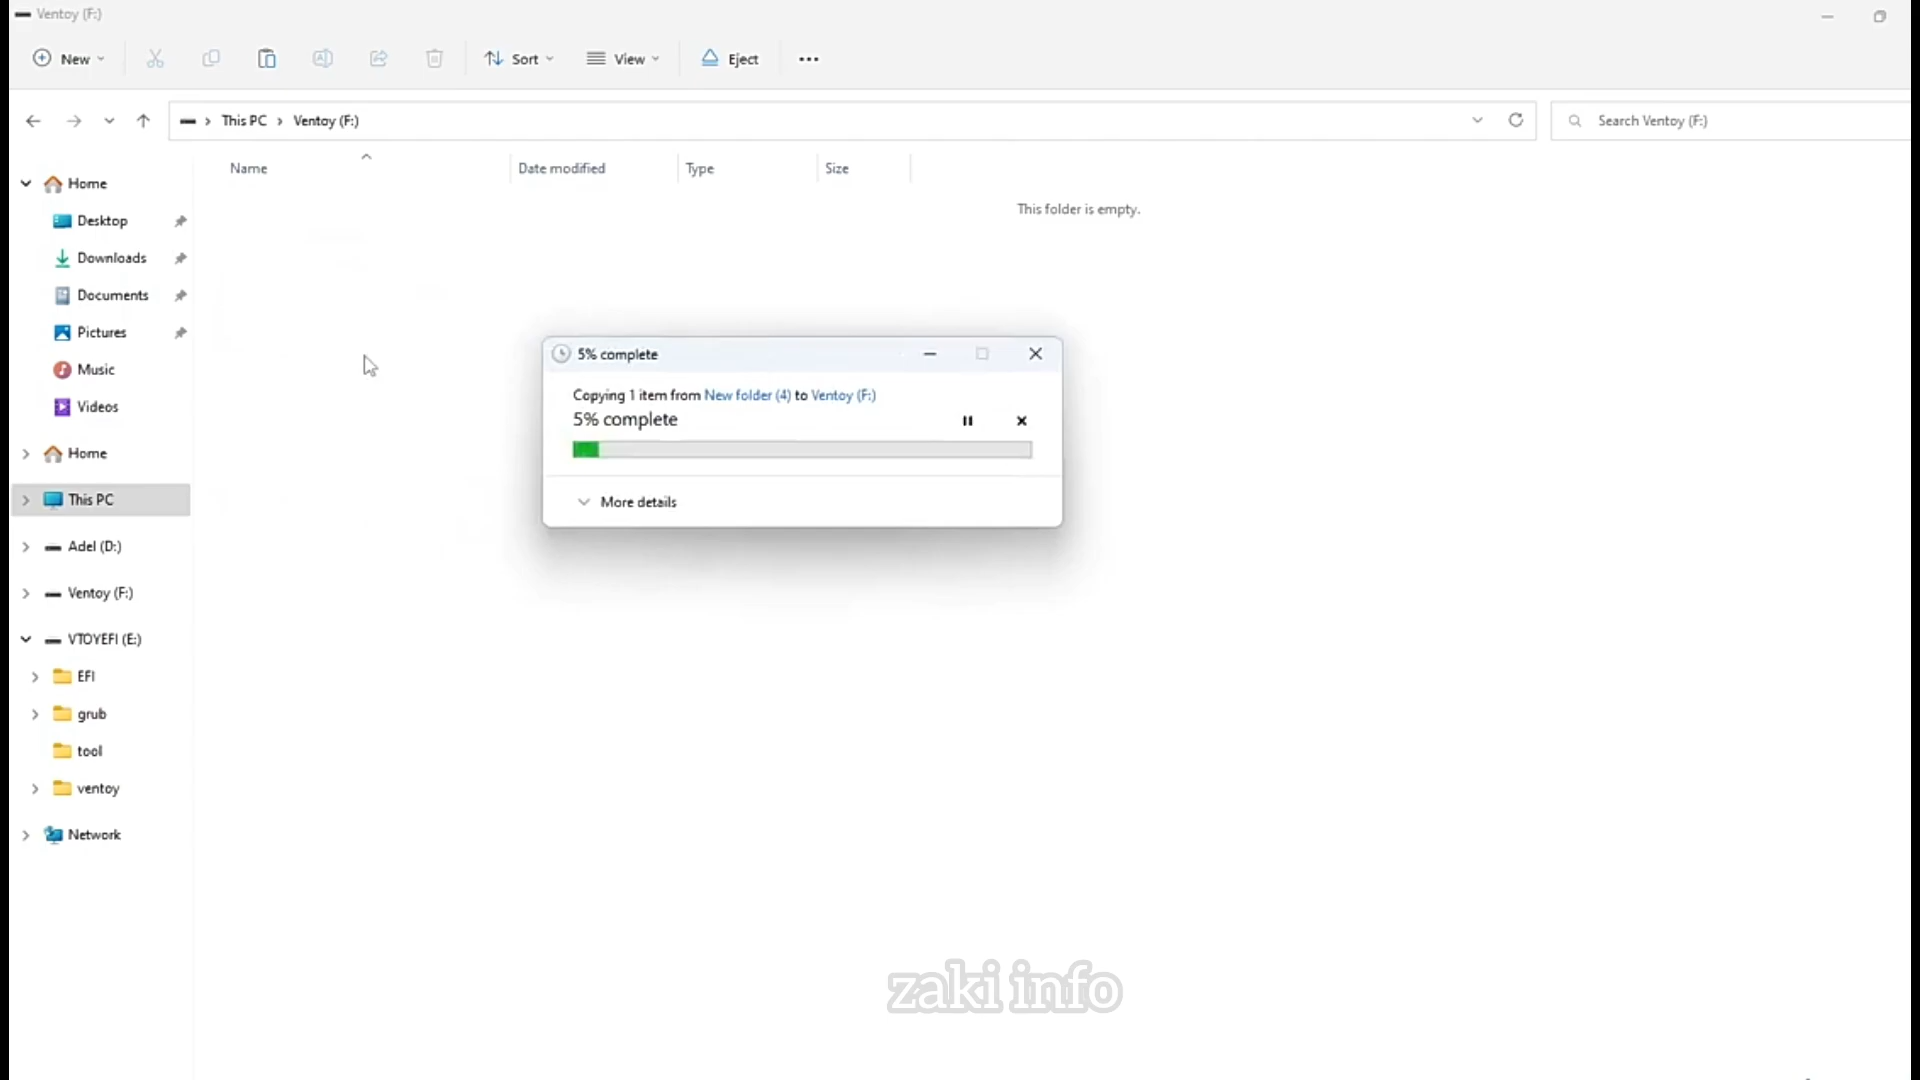 Ventoy (F:)
New
Sort
View
Eject
This PC > Ventoy (F:)
Search Ventoy (F:)
Name
Date modified
Type
Size
This folder is empty.
Home
Desktop
Downloads
Documents
Pictures
Music
Videos
Home
This PC
Adel (D:)
Ventoy (F:)
VTOYEFI (E:)
EFI
grub
tool
ventoy
Network
5% complete
Copying 1 item from New folder (4) to Ventoy (F:)
5% complete
More details
zaki info